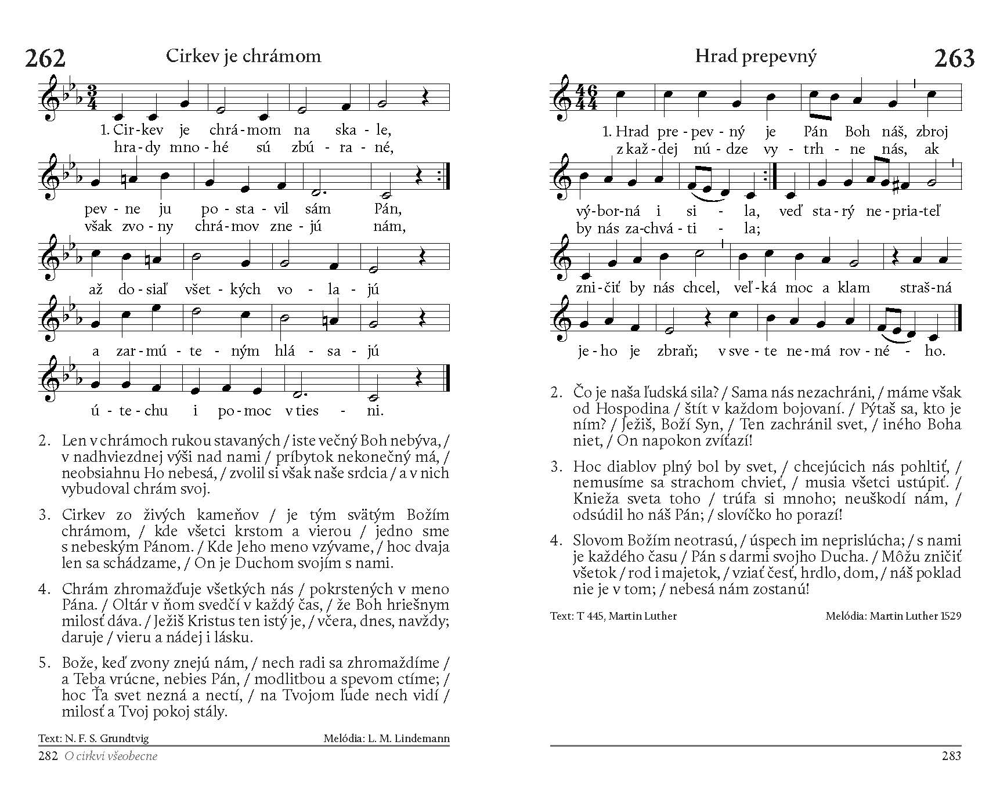 262 Cirkev je chrámom
3
4
1. Cir-kev je chrá-mom na ska - le,
hra-dy mno-hé sú zbú - ra - né,
pev - ne ju po - sta - vil sám Pán,
však zvo - ny chrá-mov zne - jú nám,
až do-siaľ všet - kých vo - la - jú
a zar-mú - te - ným hlá - sa - jú
ú - te-chu i po-moc v ties - ni.
2. Len v chrámoch rukou stavaných / iste večný Boh nebýva, /
v nadhviezdnej výši nad nami / príbytok nekonečný má, /
neobsiahnu Ho nebesá, / zvolil si však naše srdcia / a v nich
vybudoval chrám svoj.
3. Cirkev zo živých kameňov / je tým svätým Božím
chrámom, / kde všetci krstom a vierou / jedno sme
s nebeským Pánom. / Kde Jeho meno vzývame, / hoc dvaja
len sa schádzame, / On je Duchom svojím s nami.
4. Chrám zhromažďuje všetkých nás / pokrstených v meno
Pána. / Oltár v ňom svedčí v každý čas, / že Boh hriešnym
milosť dáva. / Ježiš Kristus ten istý je, / včera, dnes, navždy;
daruje / vieru a nádej i lásku.
5. Bože, keď zvony znejú nám, / nech radi sa zhromaždíme /
a Teba vrúcne, nebies Pán, / modlitbou a spevom ctíme; /
hoc Ťa svet nezná a nectí, / na Tvojom ľude nech vidí /
milosť a Tvoj pokoj stály.
Text: N. F. S. Grundtvig Melódia: L. M. Lindemann
282 O cirkvi všeobecne
Hrad prepevný 263
4 6
4 4
1. Hrad pre - pev - ný je Pán Boh náš, zbroj
z kaž-dej nú - dze vy - trh - ne nás, ak
vý-bor-ná i si - la, veď sta-rý ne-pria-teľ
by nás za-chvá-ti - la;
zni-čiť by nás chcel, veľ-ká moc a klam straš-ná
je-ho je zbraň; v sve - te ne-má rov-né - ho.
2. Čo je naša ľudská sila? / Sama nás nezachráni, / máme však
od Hospodina / štít v každom bojovaní. / Pýtaš sa, kto je
ním? / Ježiš, Boží Syn, / Ten zachránil svet, / iného Boha
niet, / On napokon zvíťazí!
3. Hoc diablov plný bol by svet, / chcejúcich nás pohltiť, /
nemusíme sa strachom chvieť, / musia všetci ustúpiť. /
Knieža sveta toho / trúfa si mnoho; neuškodí nám, /
odsúdil ho náš Pán; / slovíčko ho porazí!
4. Slovom Božím neotrasú, / úspech im neprislúcha; / s nami
je každého času / Pán s darmi svojho Ducha. / Môžu zničiť
všetok / rod i majetok, / vziať česť, hrdlo, dom, / náš poklad
nie je v tom; / nebesá nám zostanú!
Text: T 445, Martin Luther Melódia: Martin Luther 1529
283